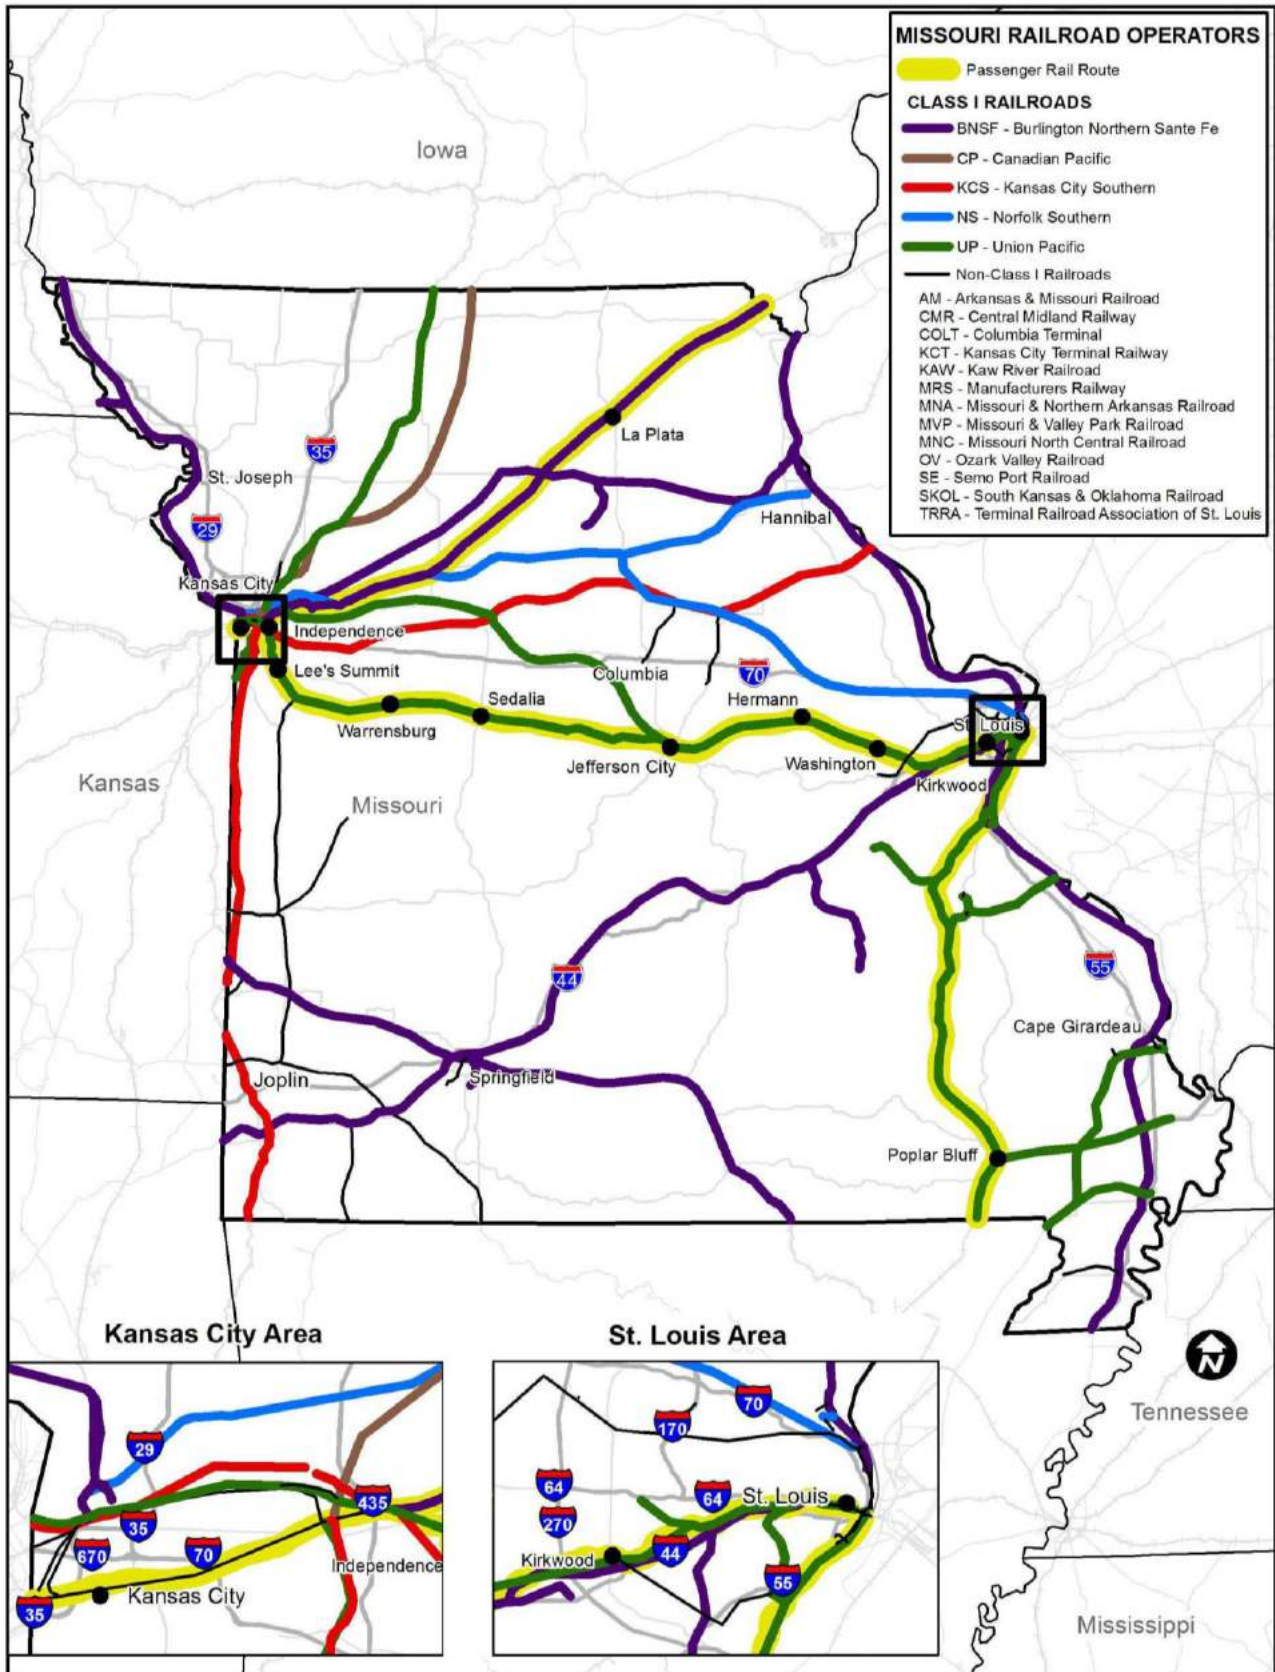 MISSOURI RAILROAD OPERATORS
Passenger Rail Route
CLASS I RAILROADS
BNSF - Burlington Northern Sante Fe
CP - Canadian Pacific
KCS - Kansas City Southern
NS - Norfolk Southern
UP - Union Pacific
Non-Class I Railroads
AM - Arkansas & Missouri Railroad
CMR - Central Midland Railway
COLT - Columbia Terminal
KCT - Kansas City Terminal Railway
KAW - Kaw River Railroad
MRS - Manufacturers Railway
MNA - Missouri & Northern Arkansas Railroad
MVP - Missouri & Valley Park Railroad
MNC - Missouri North Central Railroad
OV - Ozark Valley Railroad
SE - Semo Port Railroad
SKOL - South Kansas & Oklahoma Railroad
TRRA - Terminal Railroad Association of St. Louis
Iowa
La Plata
35
St. Joseph
29
Hannibal
Kansas City
Independence
Lee's Summit
Columbia
70
Hermann
Sedalia
Warrensburg
St. Louis
Jefferson City
Washington
Kirkwood
Kansas
Missouri
44
55
Cape Girardeau
Joplin
Springfield
Poplar Bluff
N
Tennessee
Mississippi
Kansas City Area
29
435
35
670
70
Independence
Kansas City
35
St. Louis Area
70
170
64
64
St. Louis
270
44
Kirkwood
55